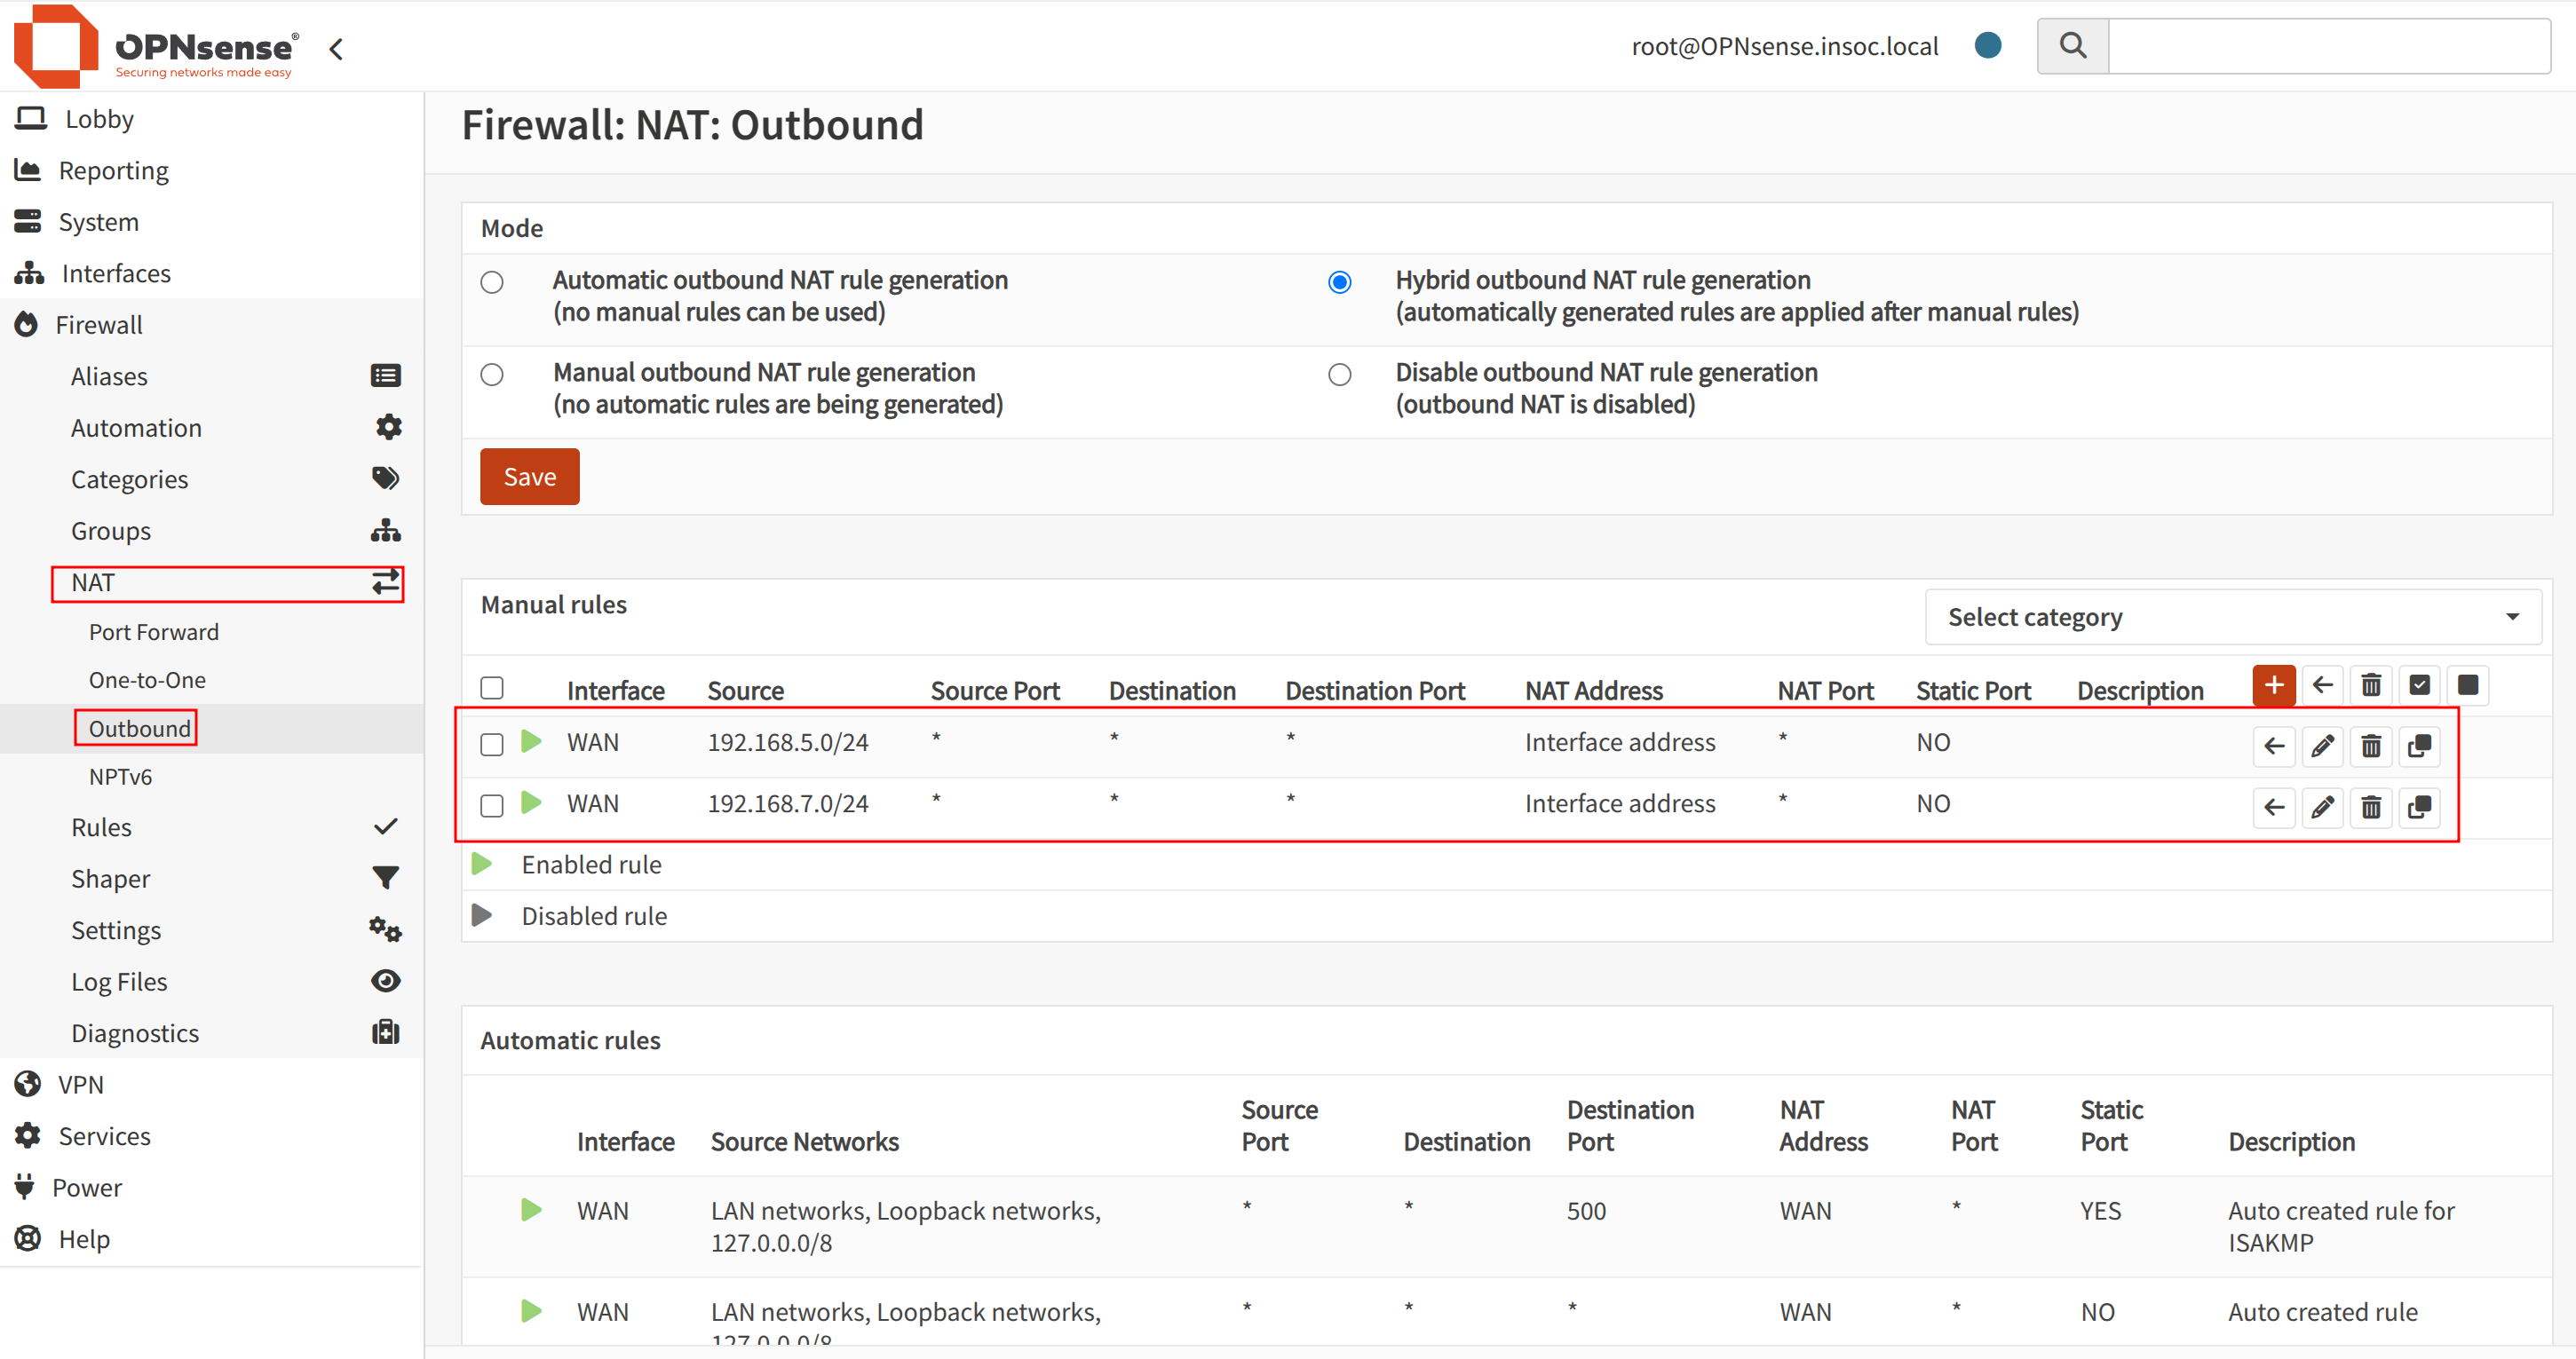 OPNsense®
Securing networks made easy
root@OPNsense.insoc.local
Lobby
Reporting
System
Interfaces
Firewall
Aliases
Automation
Categories
Groups
NAT
Port Forward
One-to-One
Outbound
NPTv6
Rules
Shaper
Settings
Log Files
Diagnostics
VPN
Services
Power
Help
Firewall: NAT: Outbound
Mode
Automatic outbound NAT rule generation
(no manual rules can be used)
Hybrid outbound NAT rule generation
(automatically generated rules are applied after manual rules)
Manual outbound NAT rule generation
(no automatic rules are being generated)
Disable outbound NAT rule generation
(outbound NAT is disabled)
Save
Manual rules
Select category
Interface Source Source Port Destination Destination Port NAT Address NAT Port Static Port Description
WAN 192.168.5.0/24 * * * Interface address * NO
WAN 192.168.7.0/24 * * * Interface address * NO
Enabled rule
Disabled rule
Automatic rules
Interface Source Networks Source Port Destination Destination Port NAT Address NAT Port Static Port Description
WAN LAN networks, Loopback networks, * * 500 WAN * YES Auto created rule for
127.0.0.0/8 ISAKMP
WAN LAN networks, Loopback networks, * * * WAN * NO Auto created rule
127.0.0.0/8